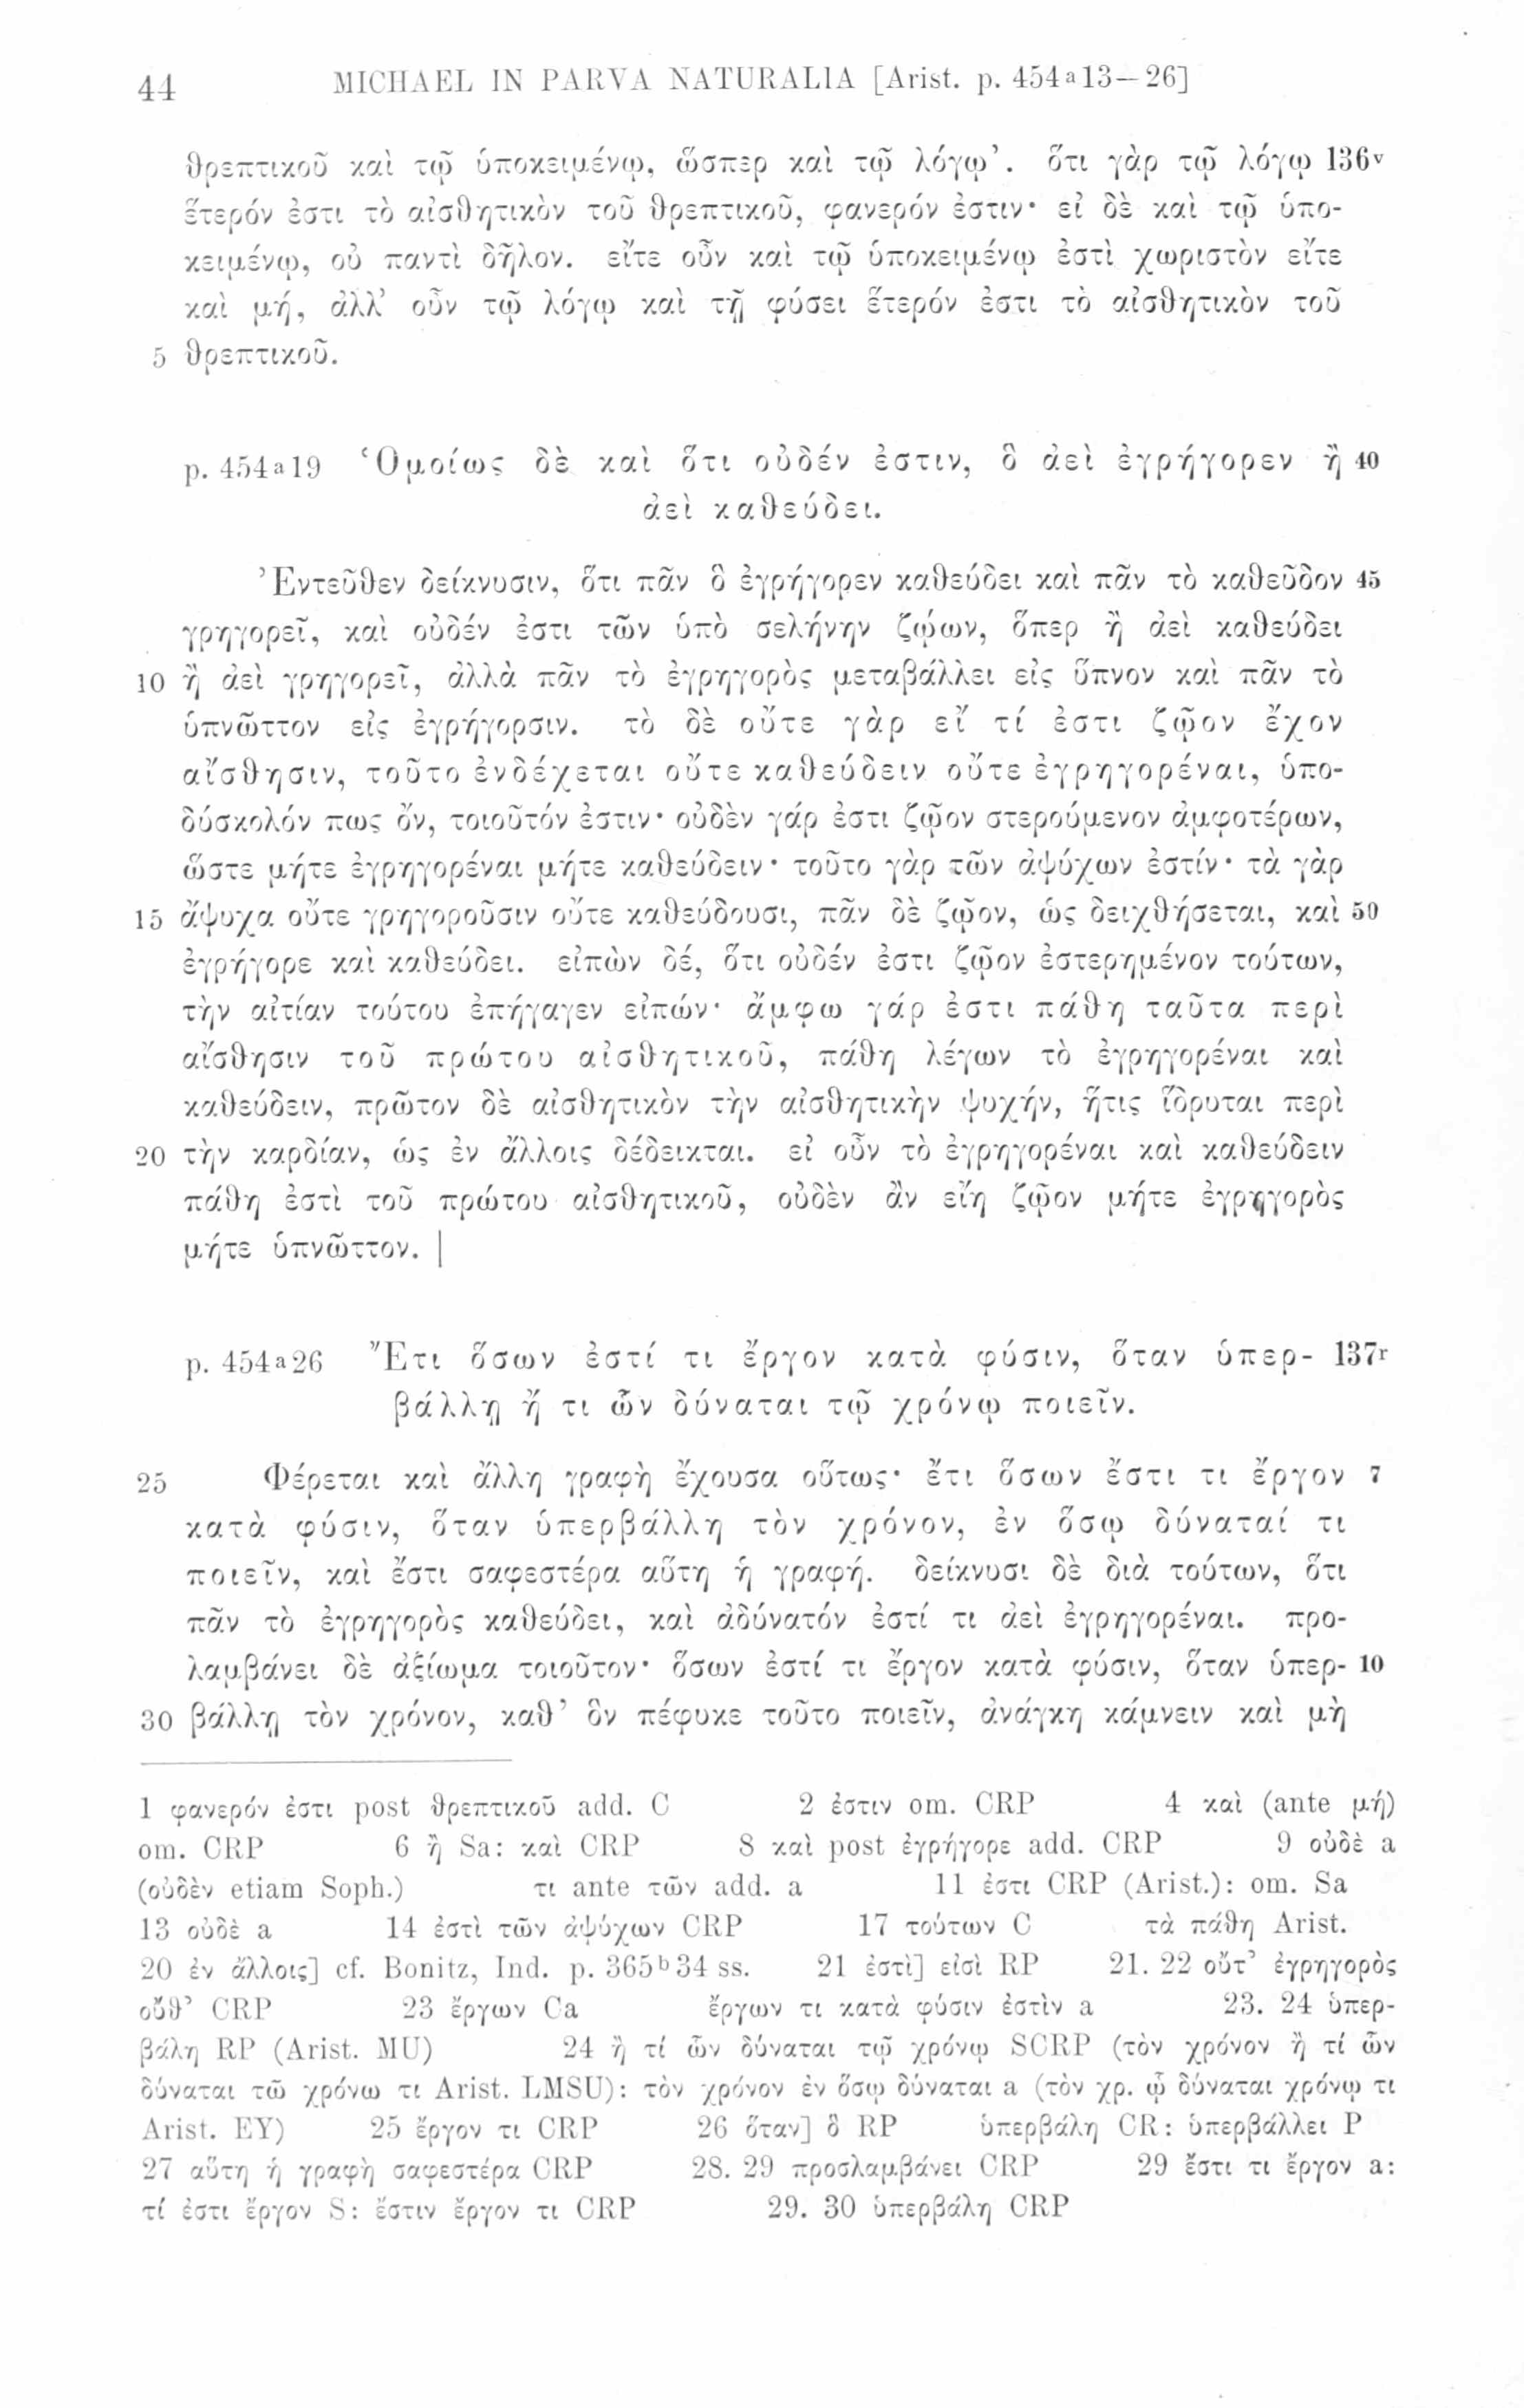 44 MICHAEL IN PARVA NATURALIA [Arist. p. 454ᵃ13—26]
θρεπτικοῦ καὶ τῷ ὑποκειμένῳ, ὥσπερ καὶ τῷ λόγῳ’. ὅτι γὰρ τῷ λόγῳ 136ᵛ
ἕτερόν ἐστι τὸ αἰσθητικὸν τοῦ θρεπτικοῦ, φανερόν ἐστιν· εἰ δὲ καὶ τῷ ὑπο-
κειμένῳ, οὐ παντὶ δῆλον. εἴτε οὖν καὶ τῷ ὑποκειμένῳ ἐστὶ χωριστὸν εἴτε
καὶ μή, ἀλλ’ οὖν τῷ λόγῳ καὶ τῇ φύσει ἕτερόν ἐστι τὸ αἰσθητικὸν τοῦ
5 θρεπτικοῦ.
p. 454ᵃ19 Ὁμοίως δὲ καὶ ὅτι οὐδέν ἐστιν, ὃ ἀεὶ ἐγρήγορεν ἢ 40
ἀεὶ καθεύδει.
Ἐντεῦθεν δείκνυσιν, ὅτι πᾶν ὃ ἐγρήγορεν καθεύδει καὶ πᾶν τὸ καθεῦδον 45
γρηγορεῖ, καὶ οὐδέν ἐστι τῶν ὑπὸ σελήνην ζῴων, ὅπερ ἢ ἀεὶ καθεύδει
10 ἢ ἀεὶ γρηγορεῖ, ἀλλὰ πᾶν τὸ ἐγρηγορὸς μεταβάλλει εἰς ὕπνον καὶ πᾶν τὸ
ὑπνῶττον εἰς ἐγρήγορσιν. τὸ δὲ οὔτε γὰρ εἴ τί ἐστι ζῷον ἔχον
αἴσθησιν, τοῦτο ἐνδέχεται οὔτε καθεύδειν οὔτε ἐγρηγορέναι, ὑπο-
δύσκολόν πως ὄν, τοιοῦτόν ἐστιν· οὐδὲν γάρ ἐστι ζῷον στερούμενον ἀμφοτέρων,
ὥστε μήτε ἐγρηγορέναι μήτε καθεύδειν· τοῦτο γὰρ τῶν ἀψύχων ἐστίν· τὰ γὰρ
15 ἄψυχα οὔτε γρηγοροῦσιν οὔτε καθεύδουσι, πᾶν δὲ ζῷον, ὡς δειχθήσεται, καὶ 50
ἐγρήγορε καὶ καθεύδει. εἰπὼν δέ, ὅτι οὐδέν ἐστι ζῷον ἐστερημένον τούτων,
τὴν αἰτίαν τούτου ἐπήγαγεν εἰπών· ἄμφω γάρ ἐστι πάθη ταῦτα περὶ
αἴσθησιν τοῦ πρώτου αἰσθητικοῦ, πάθη λέγων τὸ ἐγρηγορέναι καὶ
καθεύδειν, πρῶτον δὲ αἰσθητικὸν τὴν αἰσθητικὴν ψυχήν, ἥτις ἵδρυται περὶ
20 τὴν καρδίαν, ὡς ἐν ἄλλοις δέδεικται. εἰ οὖν τὸ ἐγρηγορέναι καὶ καθεύδειν
πάθη ἐστὶ τοῦ πρώτου αἰσθητικοῦ, οὐδὲν ἂν εἴη ζῷον μήτε ἐγρηγορὸς
μήτε ὑπνῶττον. |
p. 454ᵃ26 Ἔτι ὅσων ἐστί τι ἔργον κατὰ φύσιν, ὅταν ὑπερ- 137ʳ
βάλλῃ ἤ τι ὧν δύναται τῷ χρόνῳ ποιεῖν.
25 Φέρεται καὶ ἄλλη γραφὴ ἔχουσα οὕτως· ἔτι ὅσων ἔστι τι ἔργον 7
κατὰ φύσιν, ὅταν ὑπερβάλλη τὸν χρόνον, ἐν ὅσῳ δύναταί τι
ποιεῖν, καὶ ἔστι σαφεστέρα αὕτη ἡ γραφή. δείκνυσι δὲ διὰ τούτων, ὅτι
πᾶν τὸ ἐγρηγορὸς καθεύδει, καὶ ἀδύνατόν ἐστί τι ἀεὶ ἐγρηγορέναι. προ-
λαμβάνει δὲ ἀξίωμα τοιοῦτον· ὅσων ἐστί τι ἔργον κατὰ φύσιν, ὅταν ὑπερ- 10
30 βάλλῃ τὸν χρόνον, καθ’ ὃν πέφυκε τοῦτο ποιεῖν, ἀνάγκη κάμνειν καὶ μὴ
1 φανερόν ἐστι post θρεπτικοῦ add. C 2 ἐστιν om. CRP 4 καὶ (ante μή)
om. CRP 6 ἢ Sa: καὶ CRP 8 καὶ post ἐγρήγορε add. CRP 9 οὐδὲ a
(οὐδὲν etiam Soph.) τι ante τῶν add. a 11 ἐστι CRP (Arist.): om. Sa
13 οὐδὲ a 14 ἐστὶ τῶν ἀψύχων CRP 17 τούτων C τὰ πάθη Arist.
20 ἐν ἄλλοις] cf. Bonitz, Ind. p. 365ᵇ34 ss. 21 ἐστὶ] εἰσὶ RP 21. 22 οὔτ’ ἐγρηγορὸς
οὔθ’ CRP 23 ἔργων Ca ἔργων τι κατὰ φύσιν ἐστὶν a 23. 24 ὑπερ-
βάλη RP (Arist. MU) 24 ἢ τί ὧν δύναται τῷ χρόνῳ SCRP (τὸν χρόνον ἢ τί ὧν
δύναται τῶ χρόνω τι Arist. LMSU): τὸν χρόνον ἐν ὅσῳ δύναται a (τὸν χρ. ᾧ δύναται χρόνῳ τι
Arist. EY) 25 ἔργον τι CRP 26 ὅταν] ὃ RP ὑπερβάλη CR: ὑπερβάλλει P
27 αὕτη ἡ γραφὴ σαφεστέρα CRP 28. 29 προσλαμβάνει CRP 29 ἔστι τι ἔργον a:
τί ἐστι ἔργον S: ἔστιν ἔργον τι CRP 29. 30 ὑπερβάλη CRP